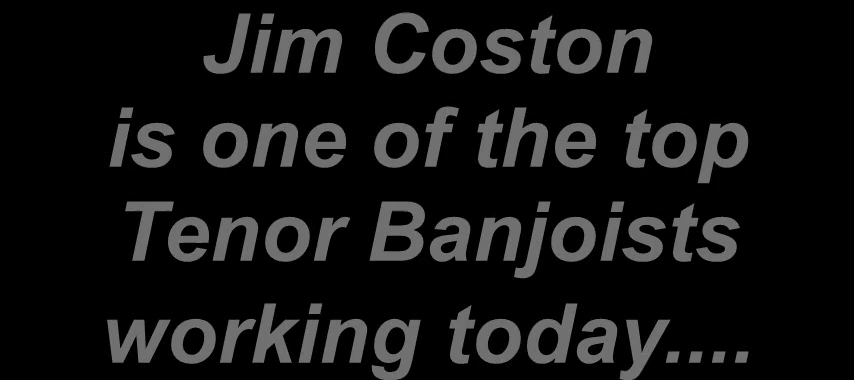 Jim Coston
is one of the top
Tenor Banjoists
working today....